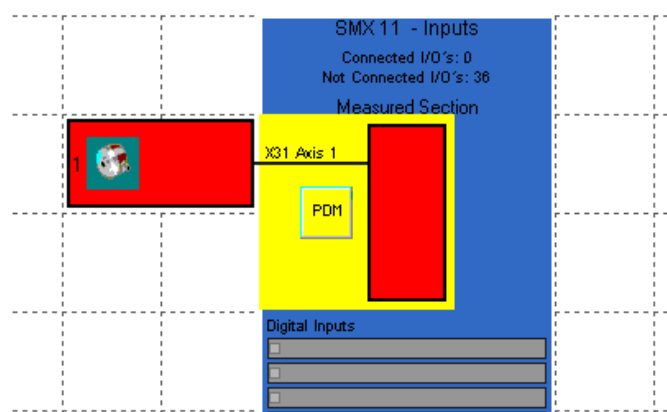 SMX 11 - Inputs
Connected I/O's: 0
Not Connected I/O's: 36
Measured Section
X31 Axis 1
1
PDM
Digital Inputs